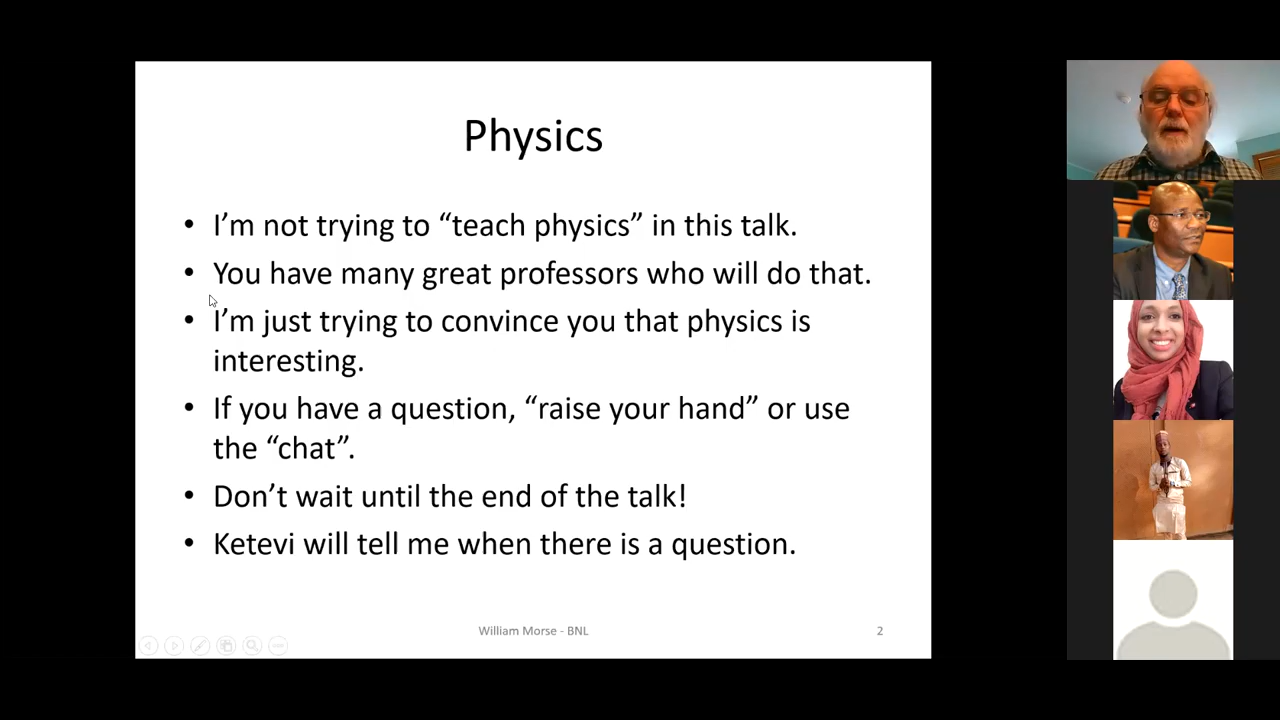 Physics
• I’m not trying to “teach physics” in this talk.
• You have many great professors who will do that.
• I’m just trying to convince you that physics is
interesting.
• If you have a question, “raise your hand” or use
the “chat”.
• Don’t wait until the end of the talk!
• Ketevi will tell me when there is a question.
William Morse - BNL
2